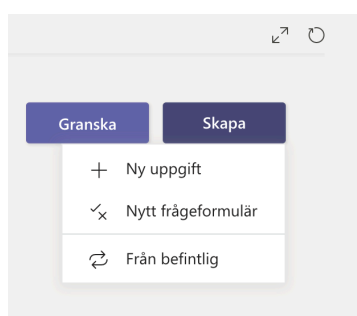 Granska Skapa
Ny uppgift
Nytt frågeformulär
Från befintlig